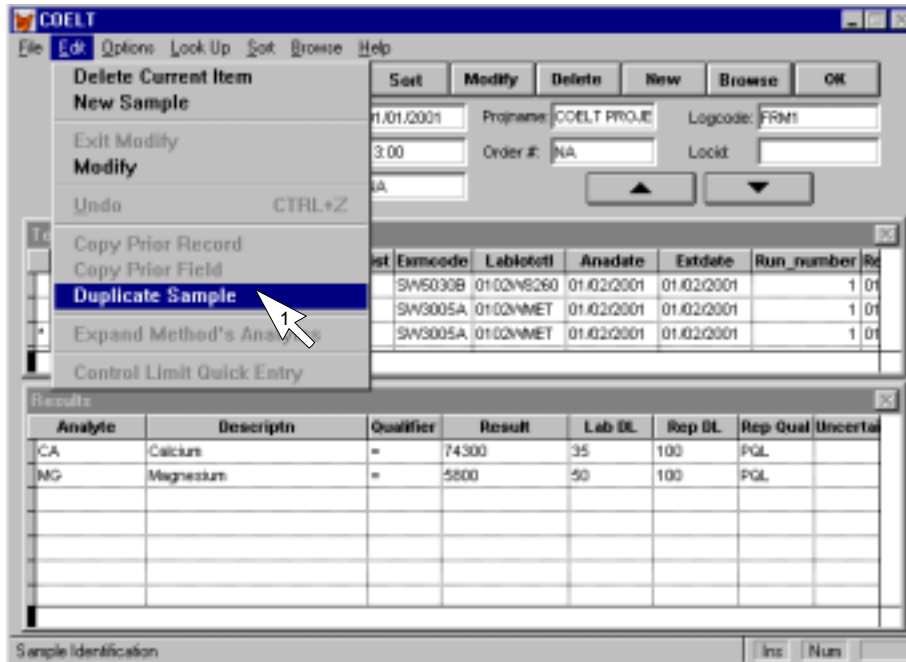 COELT
File Edit Options Look Up Sort Browse Help
Delete Current Item
New Sample
Exit Modify
Modify
Undo CTRL+Z
Copy Prior Record
Copy Prior Field
Duplicate Sample
1
Expand Method's
Control Limit Quick Entry
Sort Modify Delete New Browse OK
01/01/2001 Projname: COELT PROJE Logcode: FRM1
3:00 Order #: NA Locid:
NA
ist Exmcode Lablotctl Anadate Extdate Run_number Re
SW5030B 0102W8260 01/02/2001 01/02/2001 1 01
SW3005A 0102WMET 01/02/2001 01/02/2001 1 01
* SW3005A 0102WMET 01/02/2001 01/02/2001 1 01
Results
Analyte Descriptn Qualifier Result Lab DL Rep DL Rep Qual Uncertai
CA Calcium = 74300 35 100 PQL
MG Magnesium = 5800 50 100 PQL
Sample Identification Ins Num